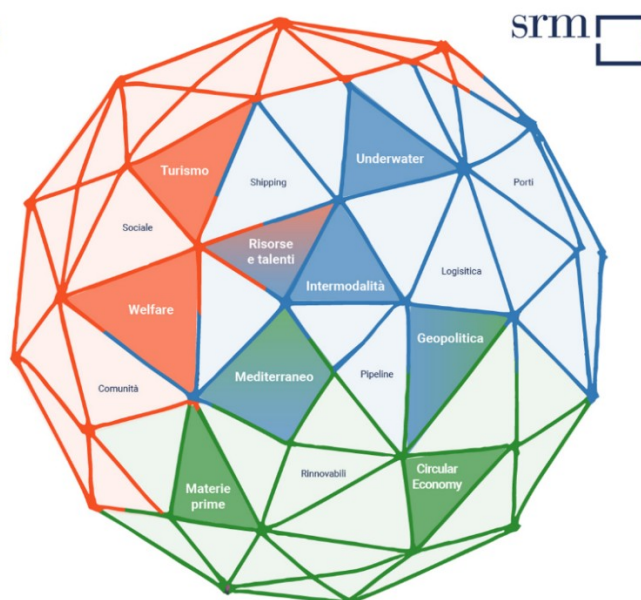 srm
Underwater
Turismo
Shipping
Porti
Sociale
Risorse
e talenti
Logisitica
Intermodalità
Welfare
Geopolitica
Mediterraneo
Pipeline
Comunità
Rinnovabili
Circular
Economy
Materie
prime